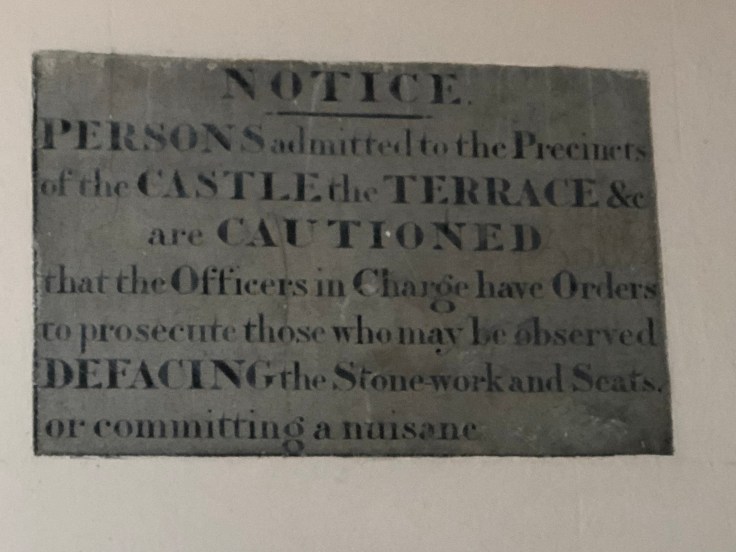 NOTICE.
PERSONS admitted to the Precincts
of the CASTLE the TERRACE &c
are CAUTIONED
that the Officers in Charge have Orders
to prosecute those who may be observed
DEFACING the Stone-work and Seats.
or committing a nuisanc